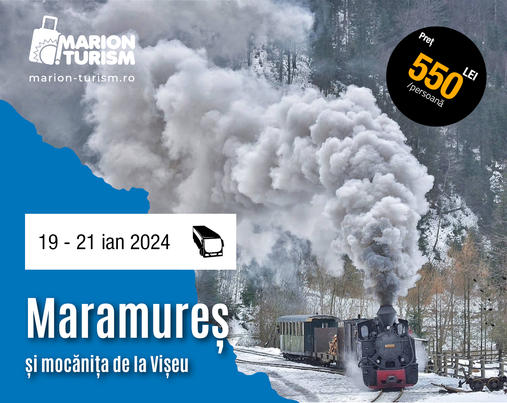 MARION
TURISM
marion-turism.ro
Preț
550 LEI
/persoană
19 - 21 ian 2024
Maramureș
și mocănița de la Vișeu